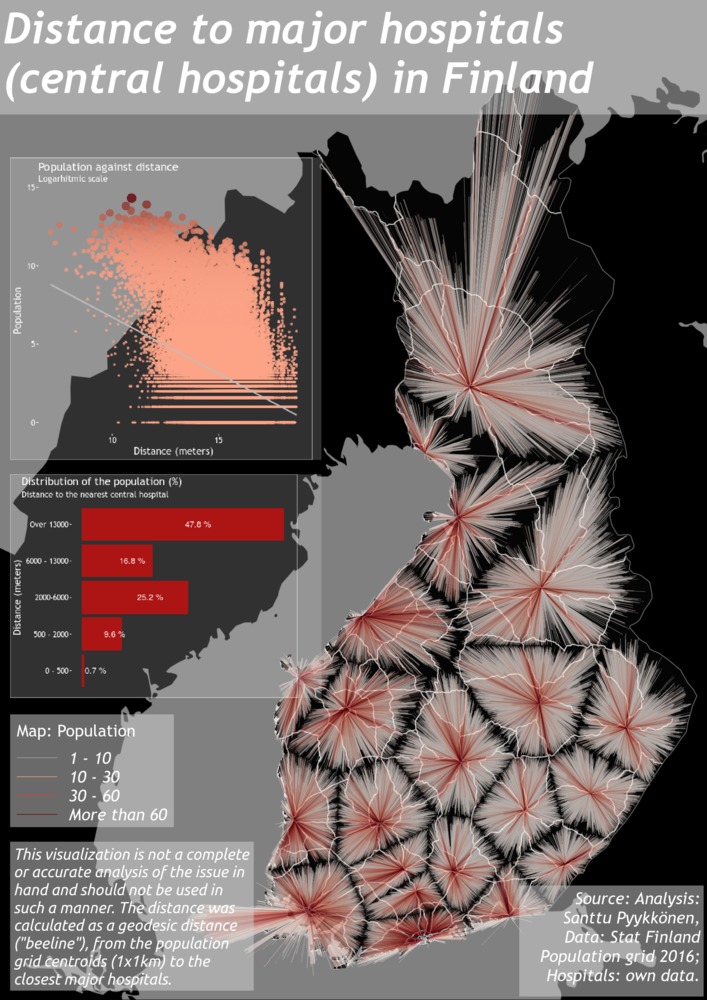 Distance to major hospitals
(central hospitals) in Finland
Population against distance
Logarhitmic scale
15-
10-
5-
0-
Population
10
15
Distance (meters)
Distribution of the population (%)
Distance to the nearest central hospital
Over 13000-
47.6 %
6000 - 13000-
16.8 %
2000-6000-
25.2 %
500 - 2000-
9.6 %
0 - 500-
0.7 %
Distance (meters)
Map: Population
1 - 10
10 - 30
30 - 60
More than 60
This visualization is not a complete
or accurate analysis of the issue in
hand and should not be used in
such a manner. The distance was
calculated as a geodesic distance
("beeline"), from the population
grid centroids (1x1km) to the
closest major hospitals.
Source: Analysis:
Santtu Pyykkönen,
Data: Stat Finland
Population grid 2016;
Hospitals: own data.